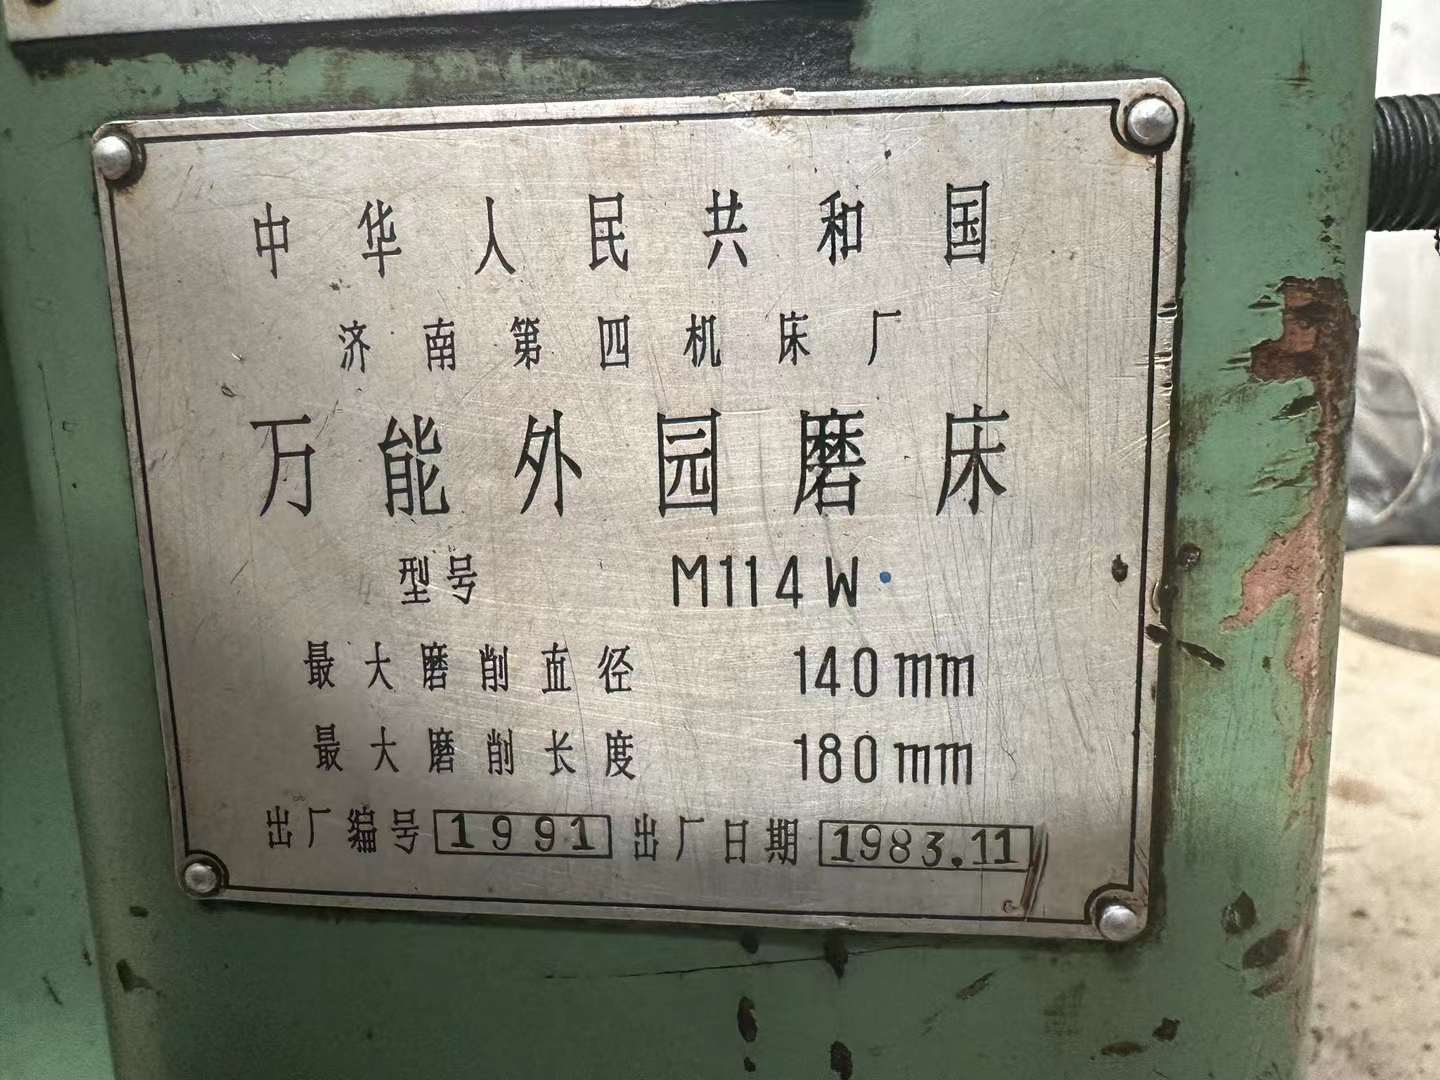 中华人民共和国
济南第四机床厂
万能外园磨床
型号 M114W
最大磨削直径 140mm
最大磨削长度 180mm
出厂编号 1991 出厂日期 1983.11